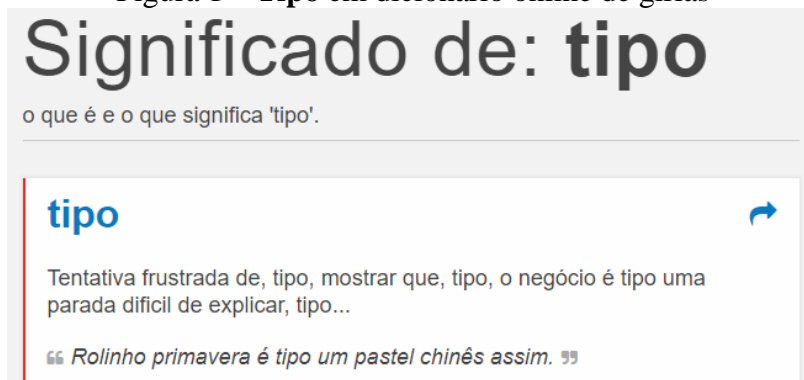 Significado de: tipo
o que é e o que significa 'tipo'.
tipo
Tentativa frustrada de, tipo, mostrar que, tipo, o negócio é tipo uma
parada dificil de explicar, tipo...
“ Rolinho primavera é tipo um pastel chinês assim. ”